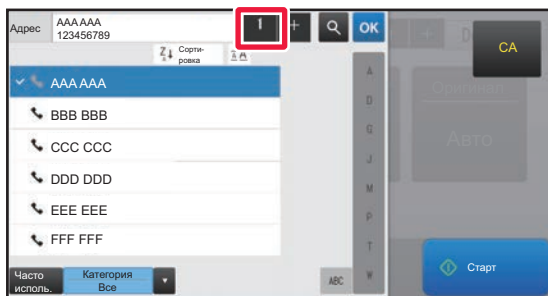 Адрес
AAA AAA
123456789
1
+
OK
CA
Сорти-
ровка
AAA AAA
BBB BBB
CCC CCC
DDD DDD
EEE EEE
FFF FFF
A
D
G
J
M
P
T
W
Оригинал
Авто
Часто
исполь.
Категория
Все
ABC
Старт